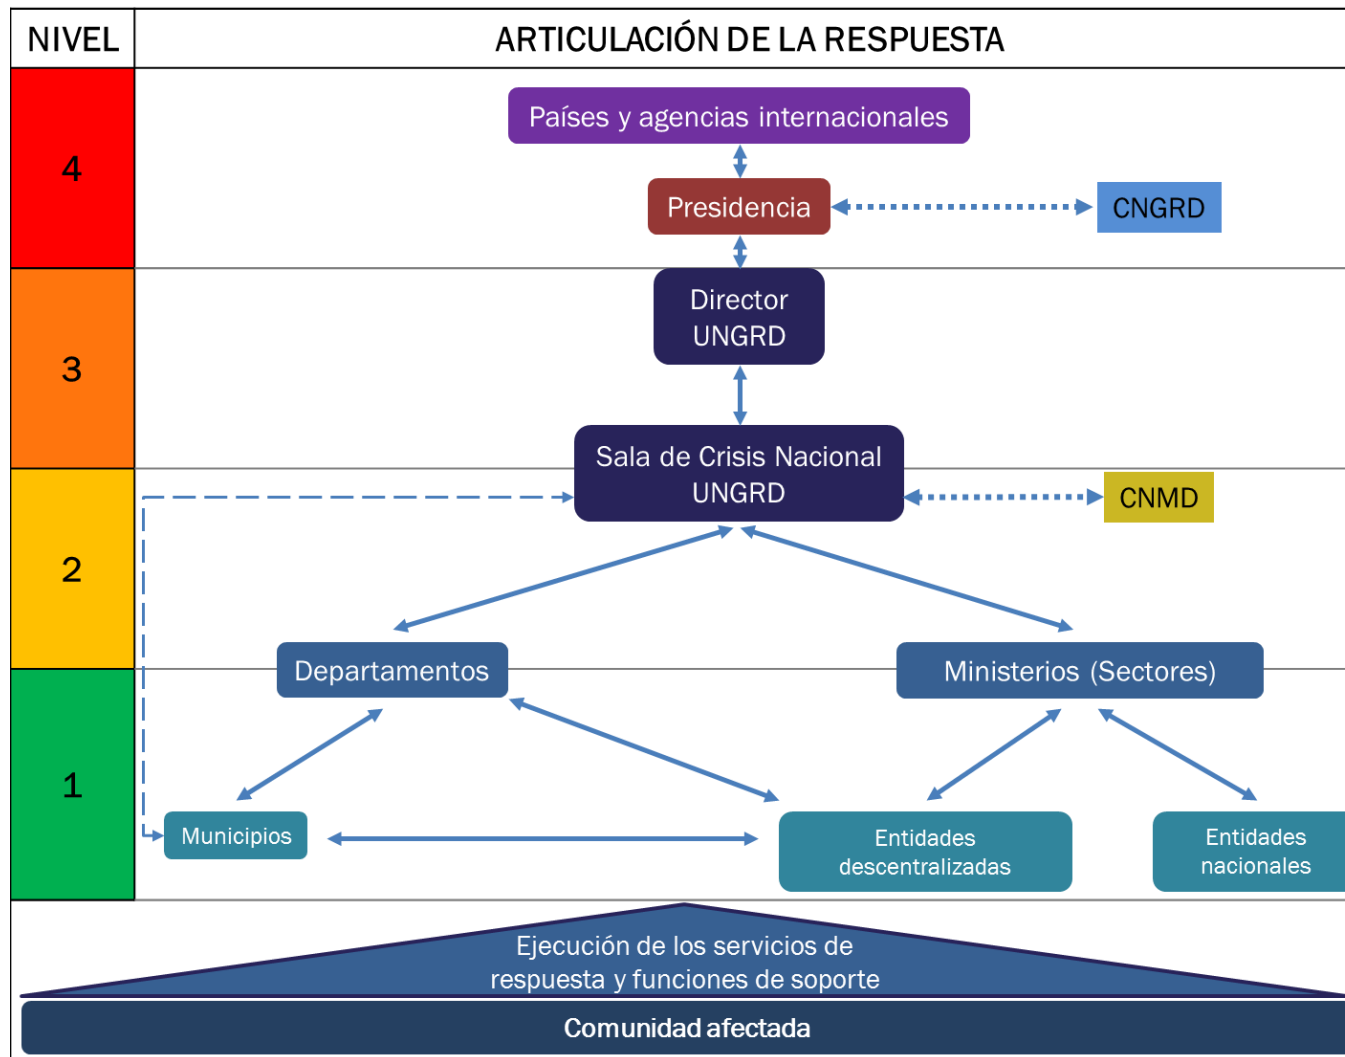 NIVEL
ARTICULACIÓN DE LA RESPUESTA
4
Países y agencias internacionales
Presidencia
CNGRD
3
Director
UNGRD
Sala de Crisis Nacional
UNGRD
CNMD
2
Departamentos
Ministerios (Sectores)
1
Municipios
Entidades
descentralizadas
Entidades
nacionales
Ejecución de los servicios de
respuesta y funciones de soporte
Comunidad afectada